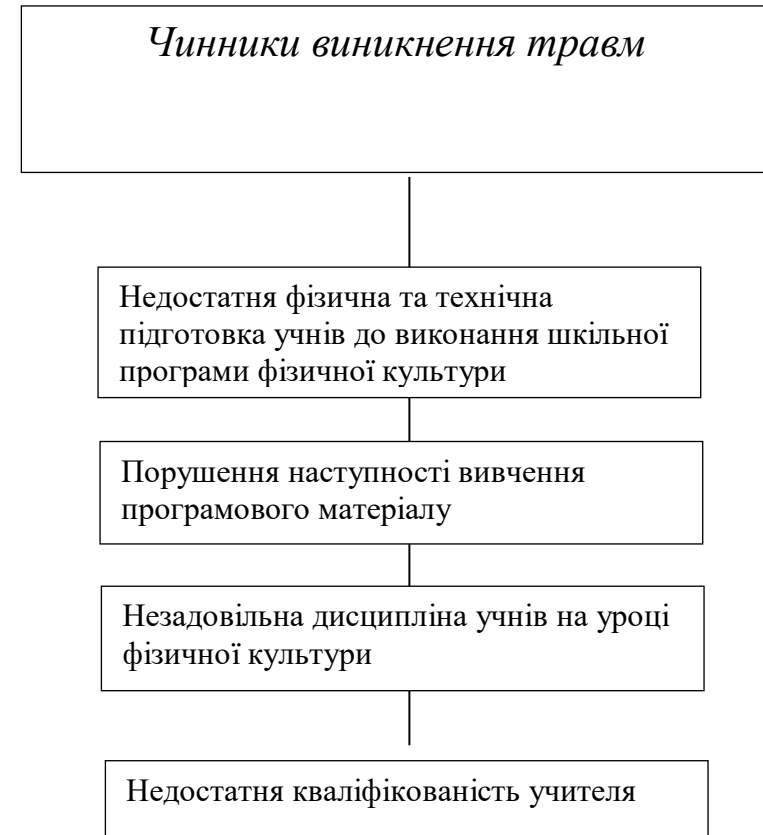 Чинники виникнення травм
Недостатня фізична та технічна
підготовка учнів до виконання шкільної
програми фізичної культури
Порушення наступності вивчення
програмового матеріалу
Незадовільна дисципліна учнів на уроці
фізичної культури
Недостатня кваліфікованість учителя